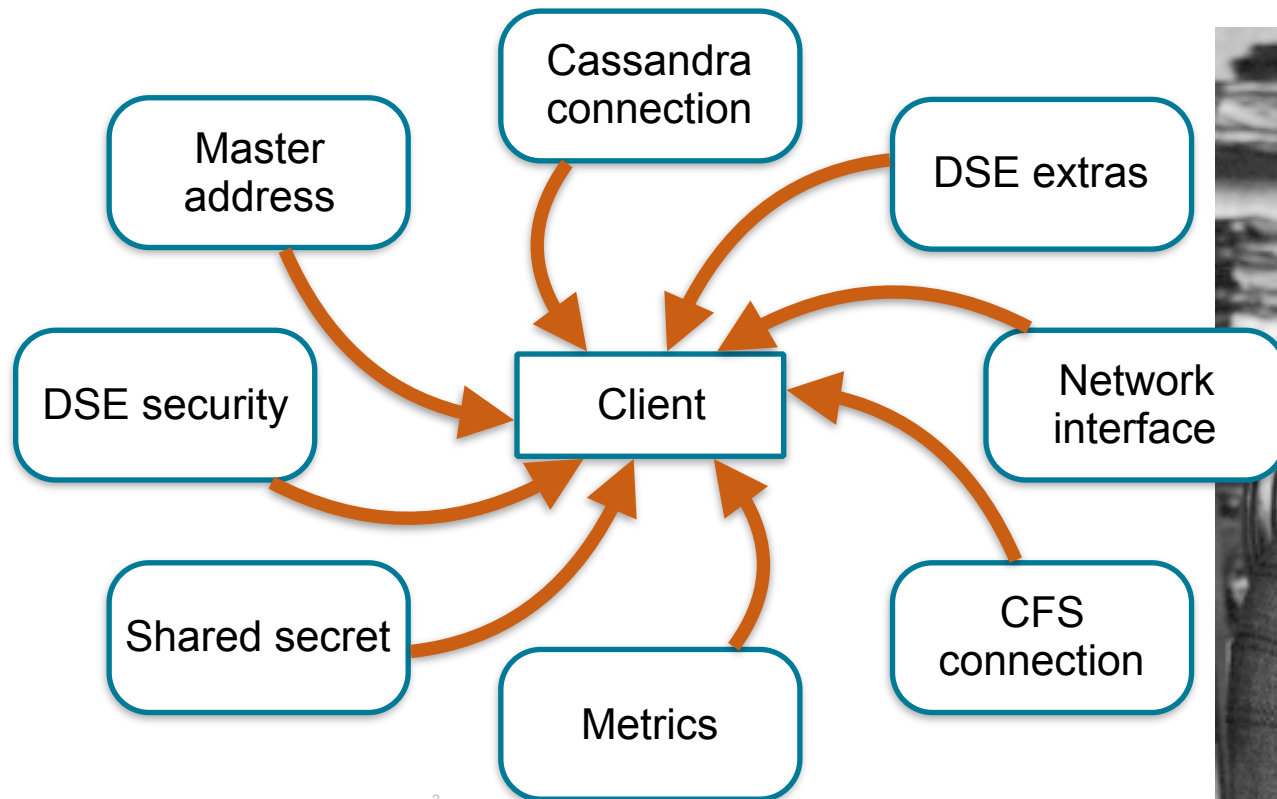 Cassandra
connection
Master
address
DSE extras
DSE security
Client
Network
interface
Shared secret
CFS
connection
Metrics